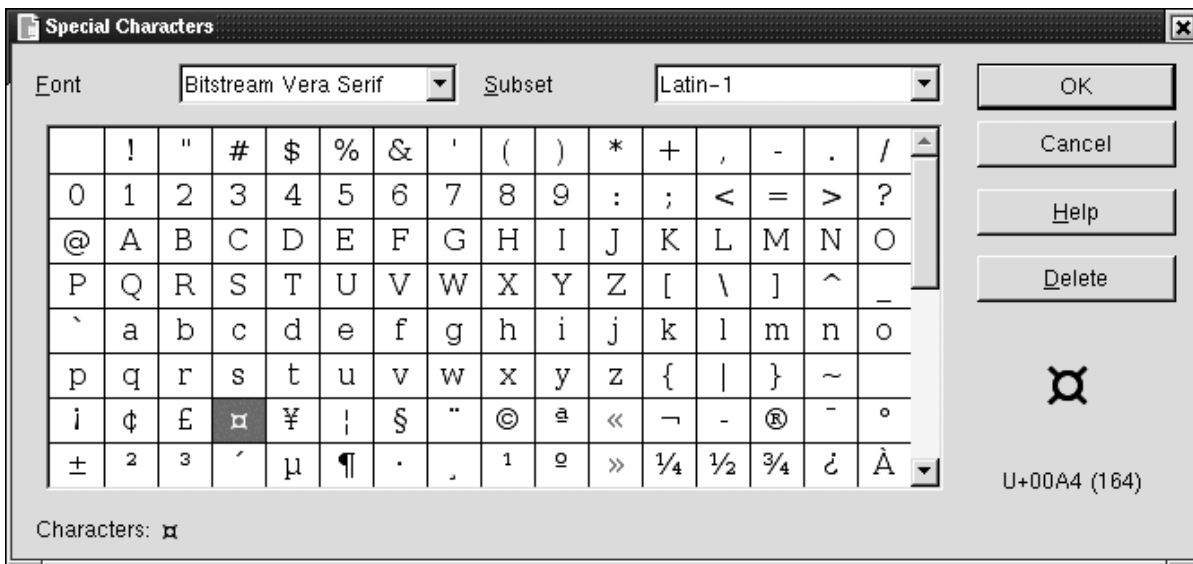 Special Characters
Font Bitstream Vera Serif Subset Latin-1 OK
! " # $ % & ' ( ) * + , - . / Cancel
0 1 2 3 4 5 6 7 8 9 : ; < = > ? Help
@ A B C D E F G H I J K L M N O
P Q R S T U V W X Y Z [ \ ] ^ _ Delete
` a b c d e f g h i j k l m n o
p q r s t u v w x y z { | } ~ ¤
¡ ¢ £ ¤ ¥ ¦ § ¨ © ª « ¬ - ® ¯ °
± ² ³ ´ µ ¶ · ¸ ¹ º » ¼ ½ ¾ ¿ À U+00A4 (164)
Characters: ¤